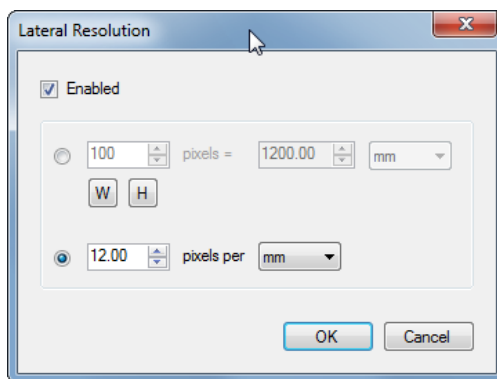 Lateral Resolution
Enabled
100 pixels = 1200.00 mm
W H
12.00 pixels per mm
OK Cancel